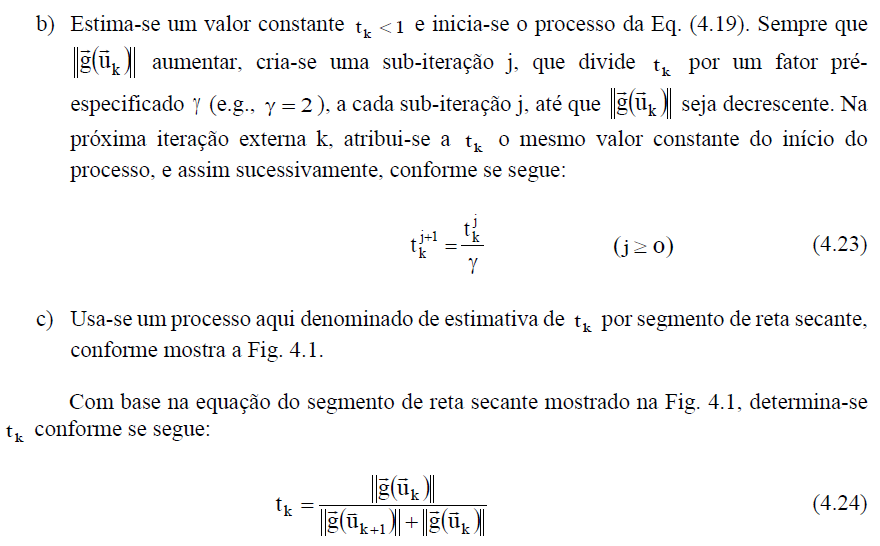 b) Estima-se um valor constante t_k < 1 e inicia-se o processo da Eq. (4.19). Sempre que
‖g⃗(u⃗_k)‖ aumentar, cria-se uma sub-iteração j, que divide t_k por um fator pré-
especificado γ (e.g., γ = 2), a cada sub-iteração j, até que ‖g⃗(u⃗_k)‖ seja decrescente. Na
próxima iteração externa k, atribui-se a t_k o mesmo valor constante do início do
processo, e assim sucessivamente, conforme se segue:
t_k^{j+1} = t_k^j / γ (j ≥ 0) (4.23)
c) Usa-se um processo aqui denominado de estimativa de t_k por segmento de reta secante,
conforme mostra a Fig. 4.1.
Com base na equação do segmento de reta secante mostrado na Fig. 4.1, determina-se
t_k conforme se segue:
t_k = ‖g⃗(u⃗_k)‖ / (‖g⃗(u⃗_{k+1})‖ + ‖g⃗(u⃗_k)‖) (4.24)